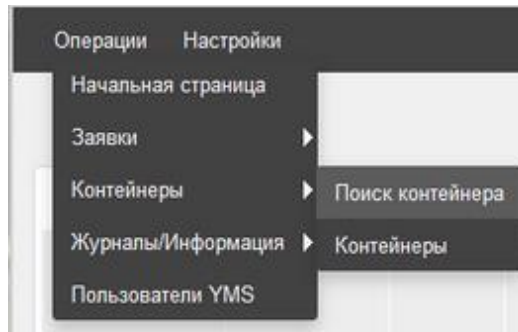 Операции Настройки
Начальная страница
Заявки
Контейнеры
Поиск контейнера
Журналы/Информация
Контейнеры
Пользователи YMS